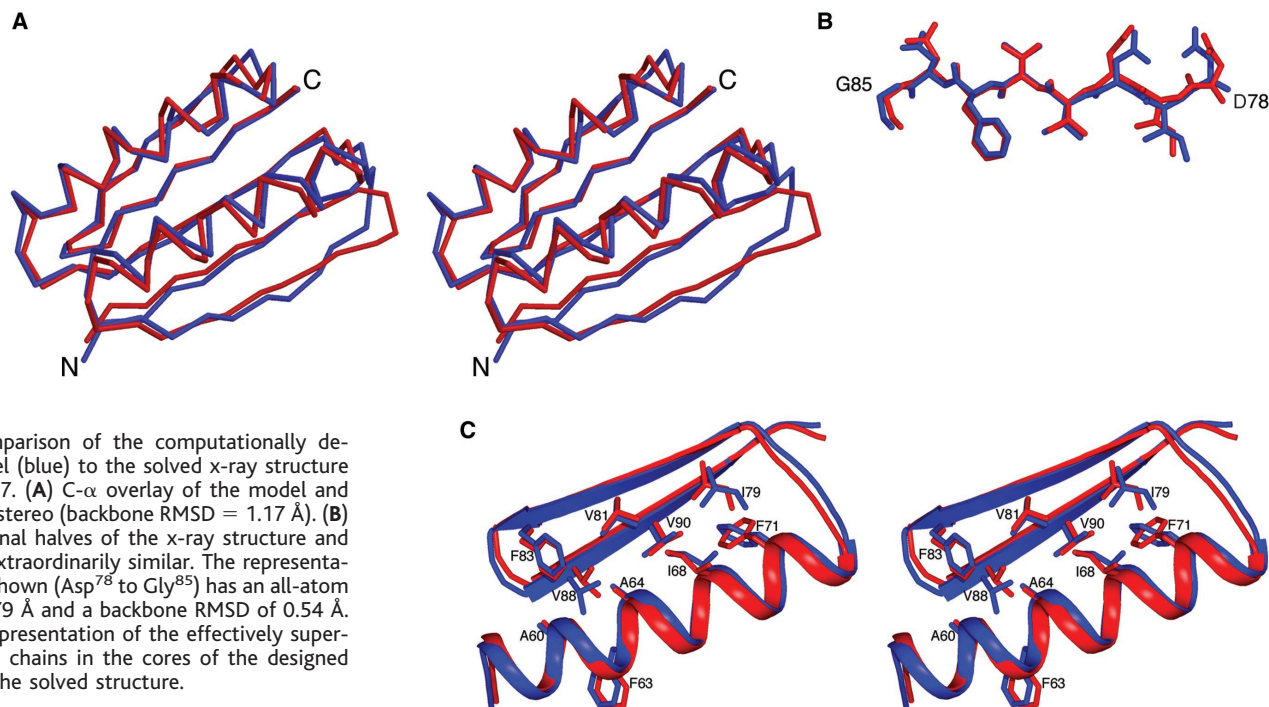 A
B
C
G85
D78
N
C
N
mparison of the computationally de-
el (blue) to the solved x-ray structure
7. (A) C-α overlay of the model and
stereo (backbone RMSD = 1.17 Å). (B)
nal halves of the x-ray structure and
extraordinarily similar. The representa-
hown (Asp78 to Gly85) has an all-atom
79 Å and a backbone RMSD of 0.54 Å.
presentation of the effectively super-
chains in the cores of the designed
he solved structure.
C
I79
V81
V90
F71
F83
I68
V88
A64
A60
F63
I79
V81
V90
F71
F83
I68
V88
A64
A60
F63